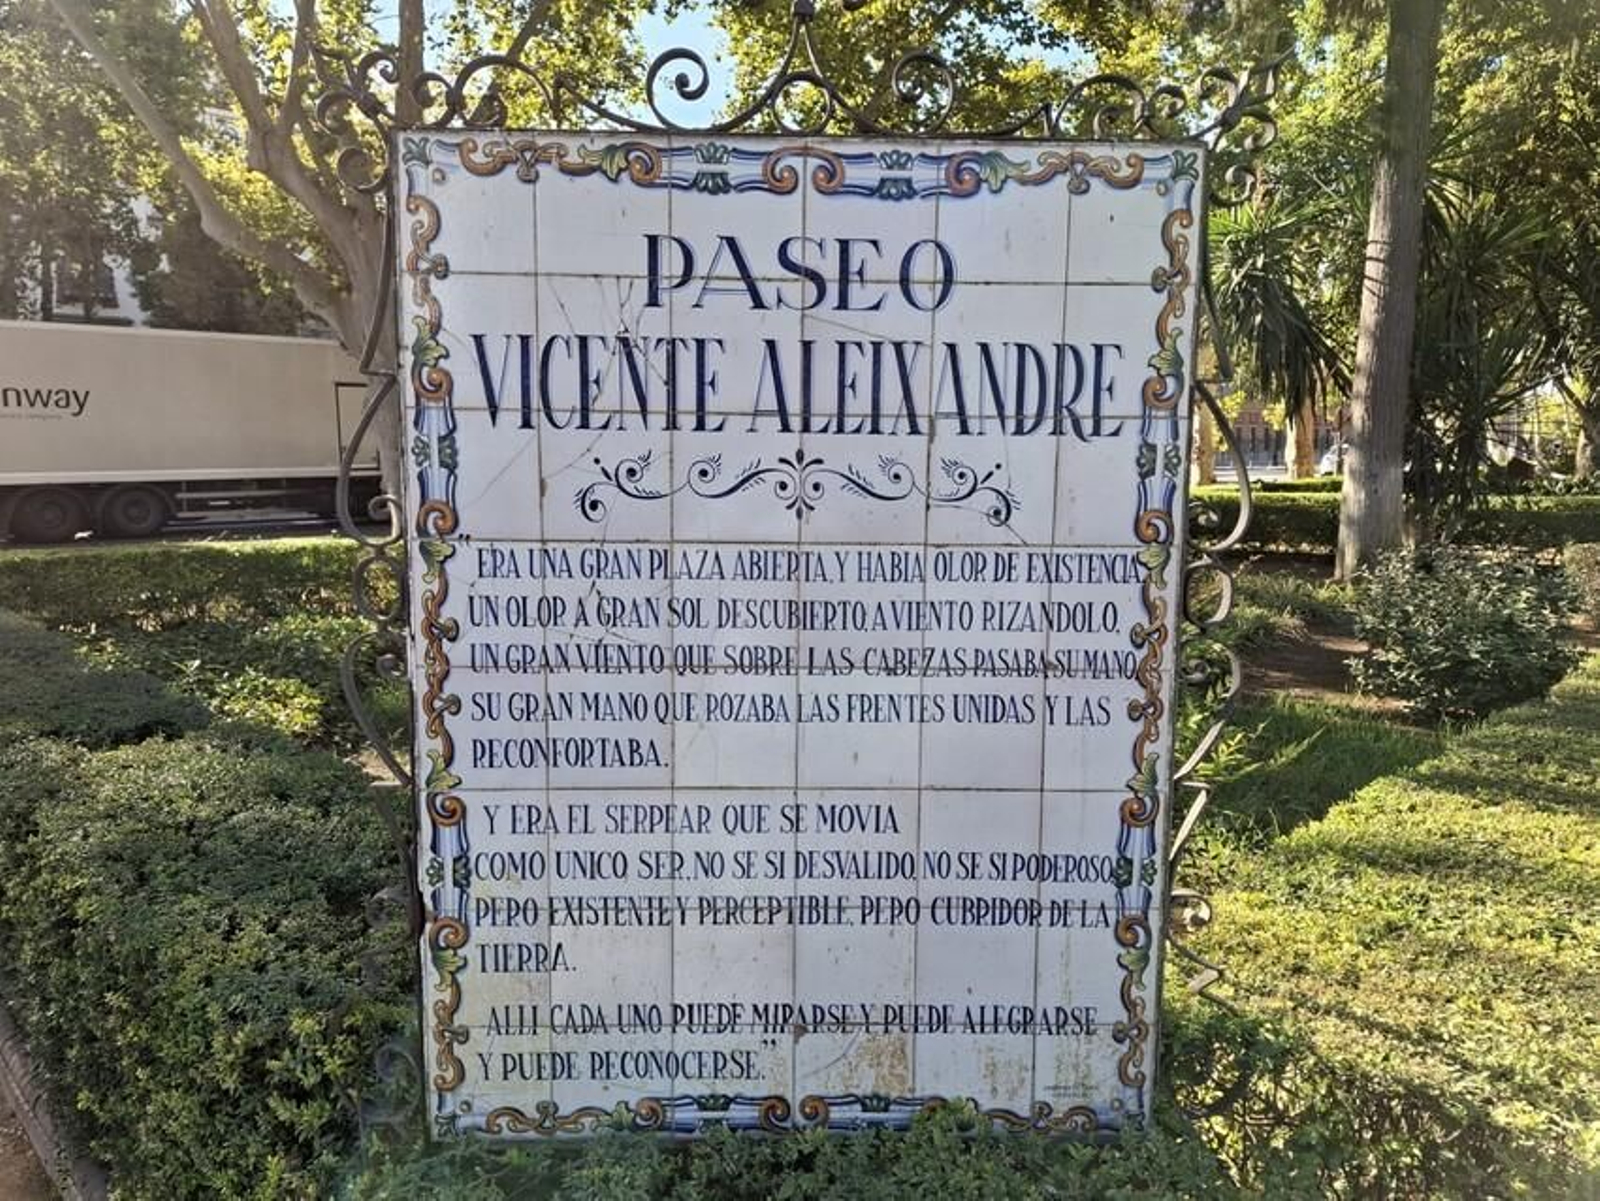 nway
PASEO
VICENTE ALEIXANDRE
"ERA UNA GRAN PLAZA ABIERTA, Y HABIA OLOR DE EXISTENCIA,
UN OLOR A GRAN SOL DESCUBIERTO, A VIENTO RIZANDOLO,
UN GRAN VIENTO QUE SOBRE LAS CABEZAS PASABA SU MANO,
SU GRAN MANO QUE ROZABA LAS FRENTES UNIDAS Y LAS
RECONFORTABA.
Y ERA EL SERPEAR QUE SE MOVIA
COMO UNICO SER, NO SE SI DESVALIDO, NO SE SI PODEROSO,
PERO EXISTENTE Y PERCEPTIBLE, PERO CUBRIDOR DE LA
TIERRA.
ALLI CADA UNO PUEDE MIRARSE Y PUEDE ALEGRARSE
Y PUEDE RECONOCERSE."